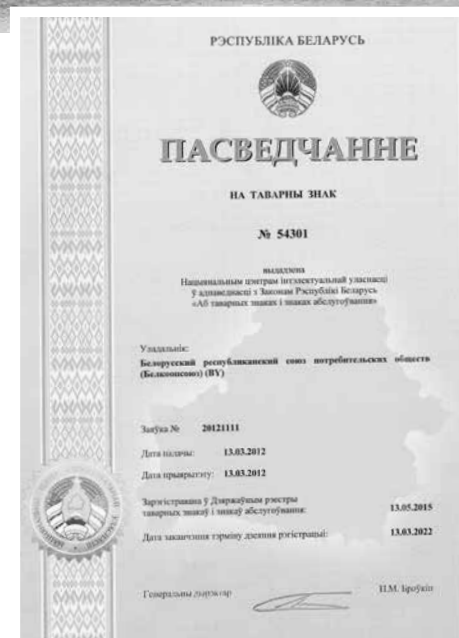 РЭСПУБЛІКА БЕЛАРУСЬ
ПАСВЕДЧАННЕ
НА ТАВАРНЫ ЗНАК
№ 54301
выдадзена
Нацыянальным цэнтрам інтэлектуальнай уласнасці
ў адпаведнасці з Законам Рэспублікі Беларусь
«Аб таварных знаках і знаках абслугоўвання»
Уладальнік:
Белорусский республиканский союз потребительских обществ
(Белкоопсоюз) (BY)
Заяўка № 20121111
Дата падачы: 13.03.2012
Дата прыярытэту: 13.03.2012
Зарэгістравана ў Дзяржаўным рэестры
таварных знакаў і знакаў абслугоўвання: 13.05.2015
Дата заканчэння тэрміну дзеяння рэгістрацыі: 13.03.2022
Генеральны дырэктар П.М. Броўкін